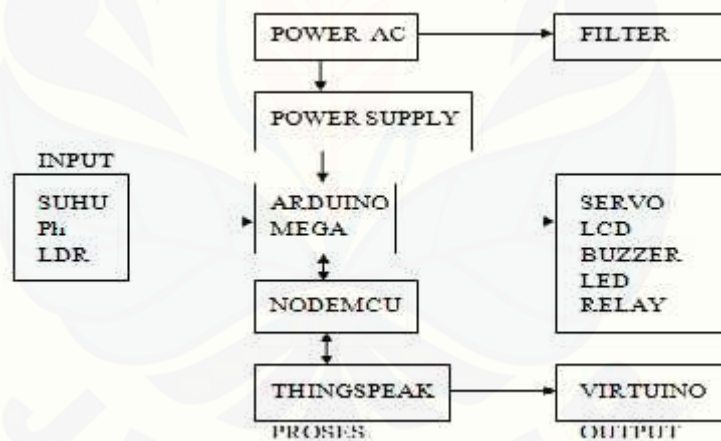 POWER AC
FILTER
POWER SUPPLY
INPUT
SUHU
Ph
LDR
ARDUINO
MEGA
SERVO
LCD
BUZZER
LED
RELAY
NODEMCU
THINGSPEAK
VIRTUINO
PROSES
OUTPUT